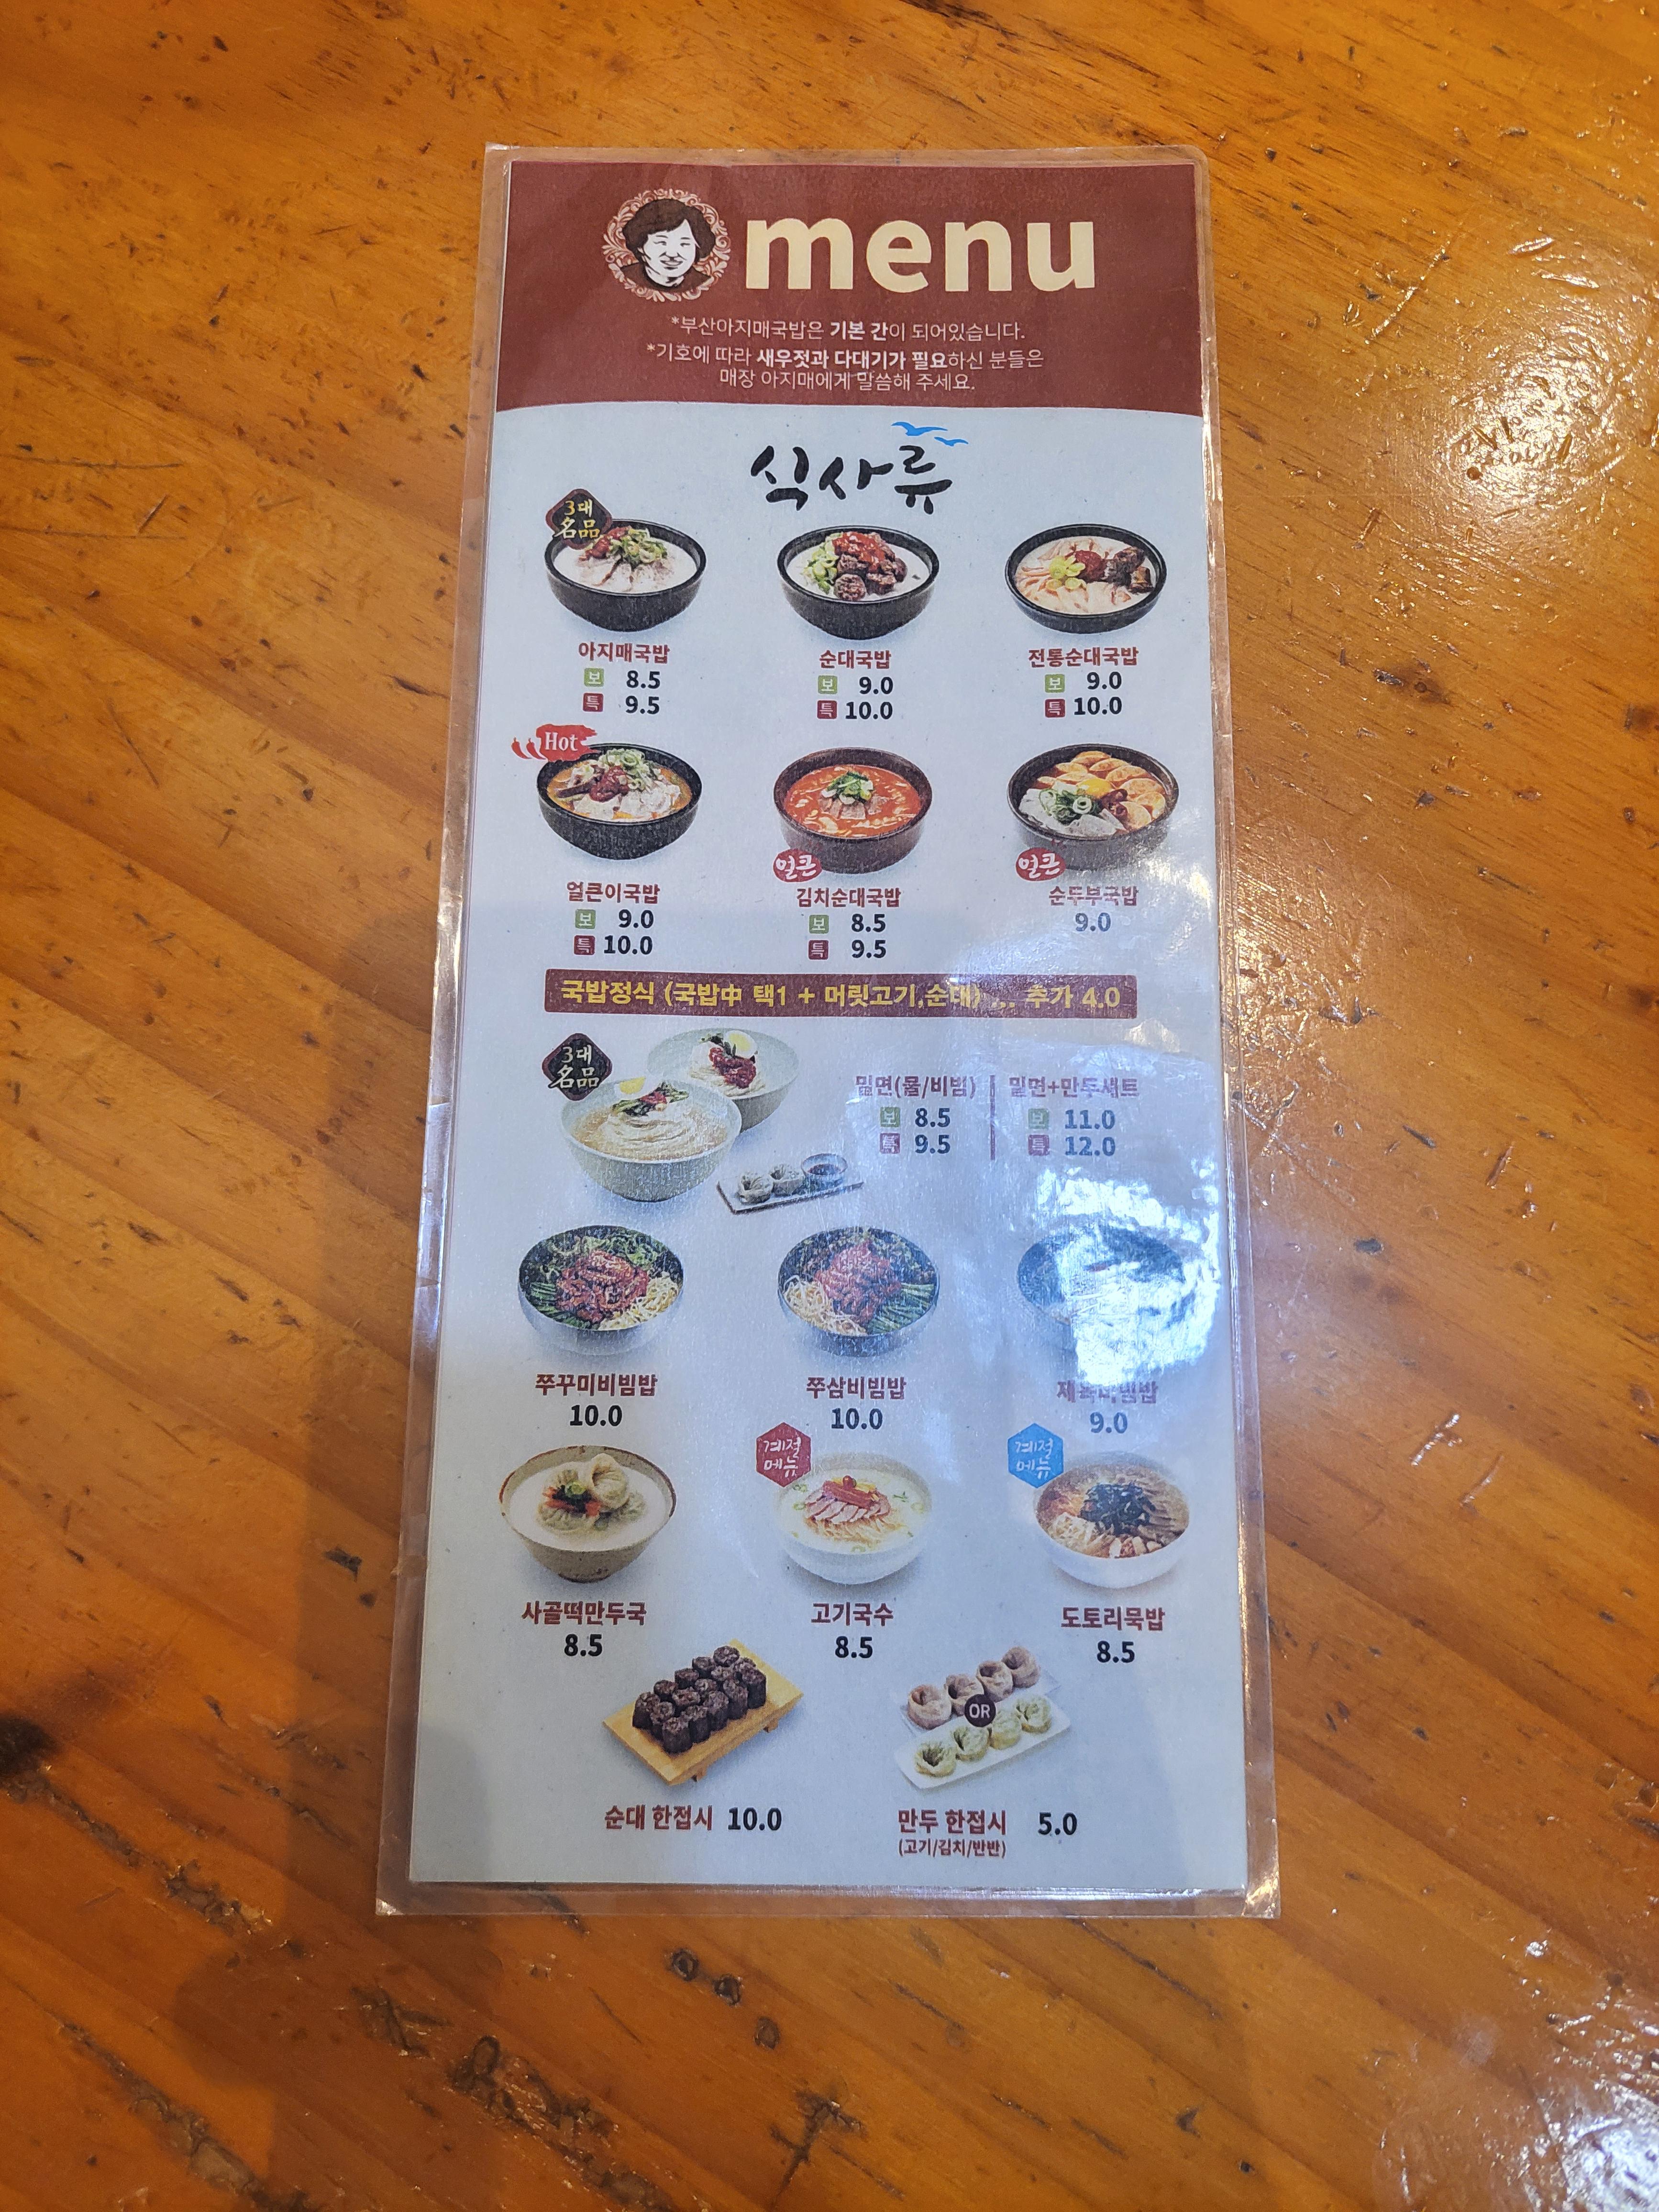 menu
*부산아지매국밥은 기본 간이 되어있습니다.
*기호에 따라 새우젓과 다대기가 필요하신 분들은
매장 아지매에게 말씀해 주세요.
식사류
3대
名品
아지매국밥
보 8.5
특 9.5
순대국밥
보 9.0
특 10.0
전통순대국밥
보 9.0
특 10.0
Hot
얼큰이국밥
보 9.0
특 10.0
얼큰
김치순대국밥
보 8.5
특 9.5
얼큰
순두부국밥
9.0
국밥정식 (국밥中 택1 + 머릿고기,순대) ... 추가 4.0
3대
名品
밀면(물/비빔)
보 8.5
특 9.5
밀면+만두세트
보 11.0
특 12.0
쭈꾸미비빔밥
10.0
쭈삼비빔밥
10.0
제육비빔밥
9.0
사골떡만두국
8.5
계절
메뉴
고기국수
8.5
계절
메뉴
도토리묵밥
8.5
순대 한접시 10.0
OR
만두 한접시 5.0
(고기/김치/반반)